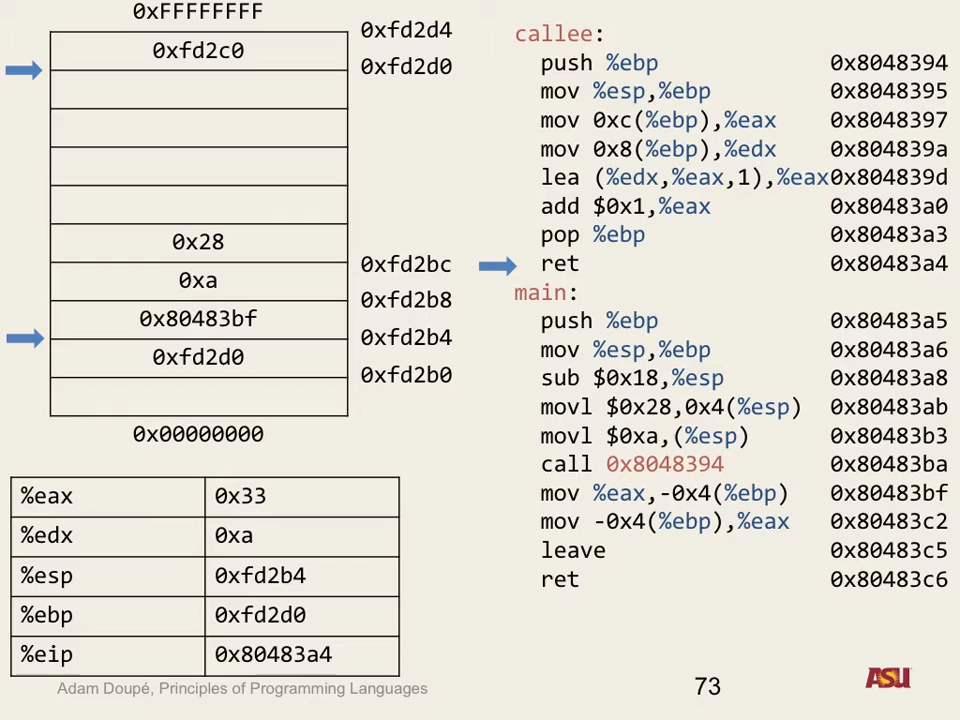 0xFFFFFFFF
0xfd2d4
0xfd2c0
0xfd2d0
0x28
0xfd2bc
0xa
0xfd2b8
0x80483bf
0xfd2b4
0xfd2d0
0xfd2b0
0x00000000
%eax 0x33
%edx 0xa
%esp 0xfd2b4
%ebp 0xfd2d0
%eip 0x80483a4
callee:
push %ebp 0x8048394
mov %esp,%ebp 0x8048395
mov 0xc(%ebp),%eax 0x8048397
mov 0x8(%ebp),%edx 0x804839a
lea (%edx,%eax,1),%eax0x804839d
add $0x1,%eax 0x80483a0
pop %ebp 0x80483a3
ret 0x80483a4
main:
push %ebp 0x80483a5
mov %esp,%ebp 0x80483a6
sub $0x18,%esp 0x80483a8
movl $0x28,0x4(%esp) 0x80483ab
movl $0xa,(%esp) 0x80483b3
call 0x8048394 0x80483ba
mov %eax,-0x4(%ebp) 0x80483bf
mov -0x4(%ebp),%eax 0x80483c2
leave 0x80483c5
ret 0x80483c6
Adam Doupé, Principles of Programming Languages
73
ASU